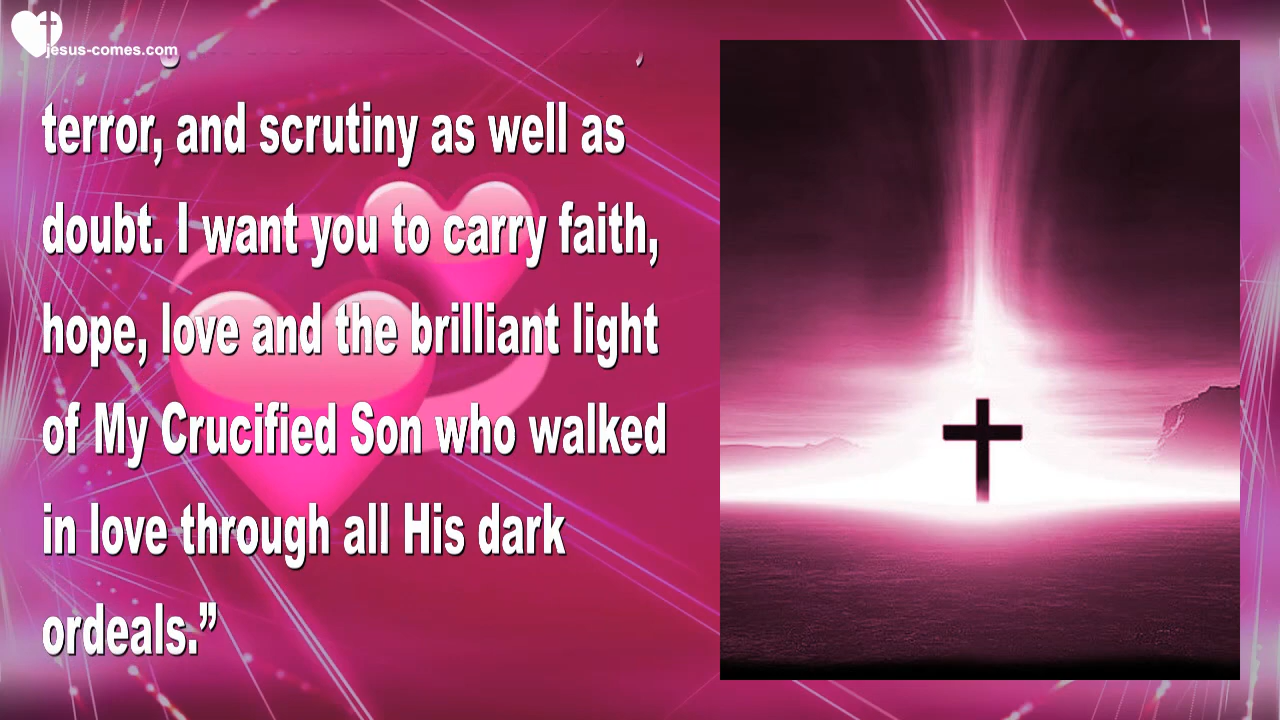 jesus-comes.com
terror, and scrutiny as well as
doubt. I want you to carry faith,
hope, love and the brilliant light
of My Crucified Son who walked
in love through all His dark
ordeals.”